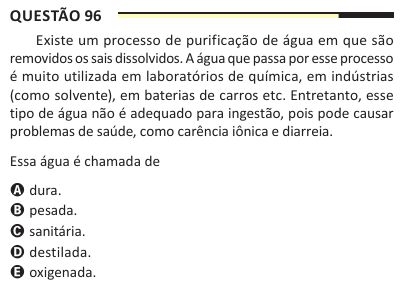 QUESTÃO 96
Existe um processo de purificação de água em que são
removidos os sais dissolvidos. A água que passa por esse processo
é muito utilizada em laboratórios de química, em indústrias
(como solvente), em baterias de carros etc. Entretanto, esse
tipo de água não é adequado para ingestão, pois pode causar
problemas de saúde, como carência iônica e diarreia.
Essa água é chamada de
A dura.
B pesada.
C sanitária.
D destilada.
E oxigenada.